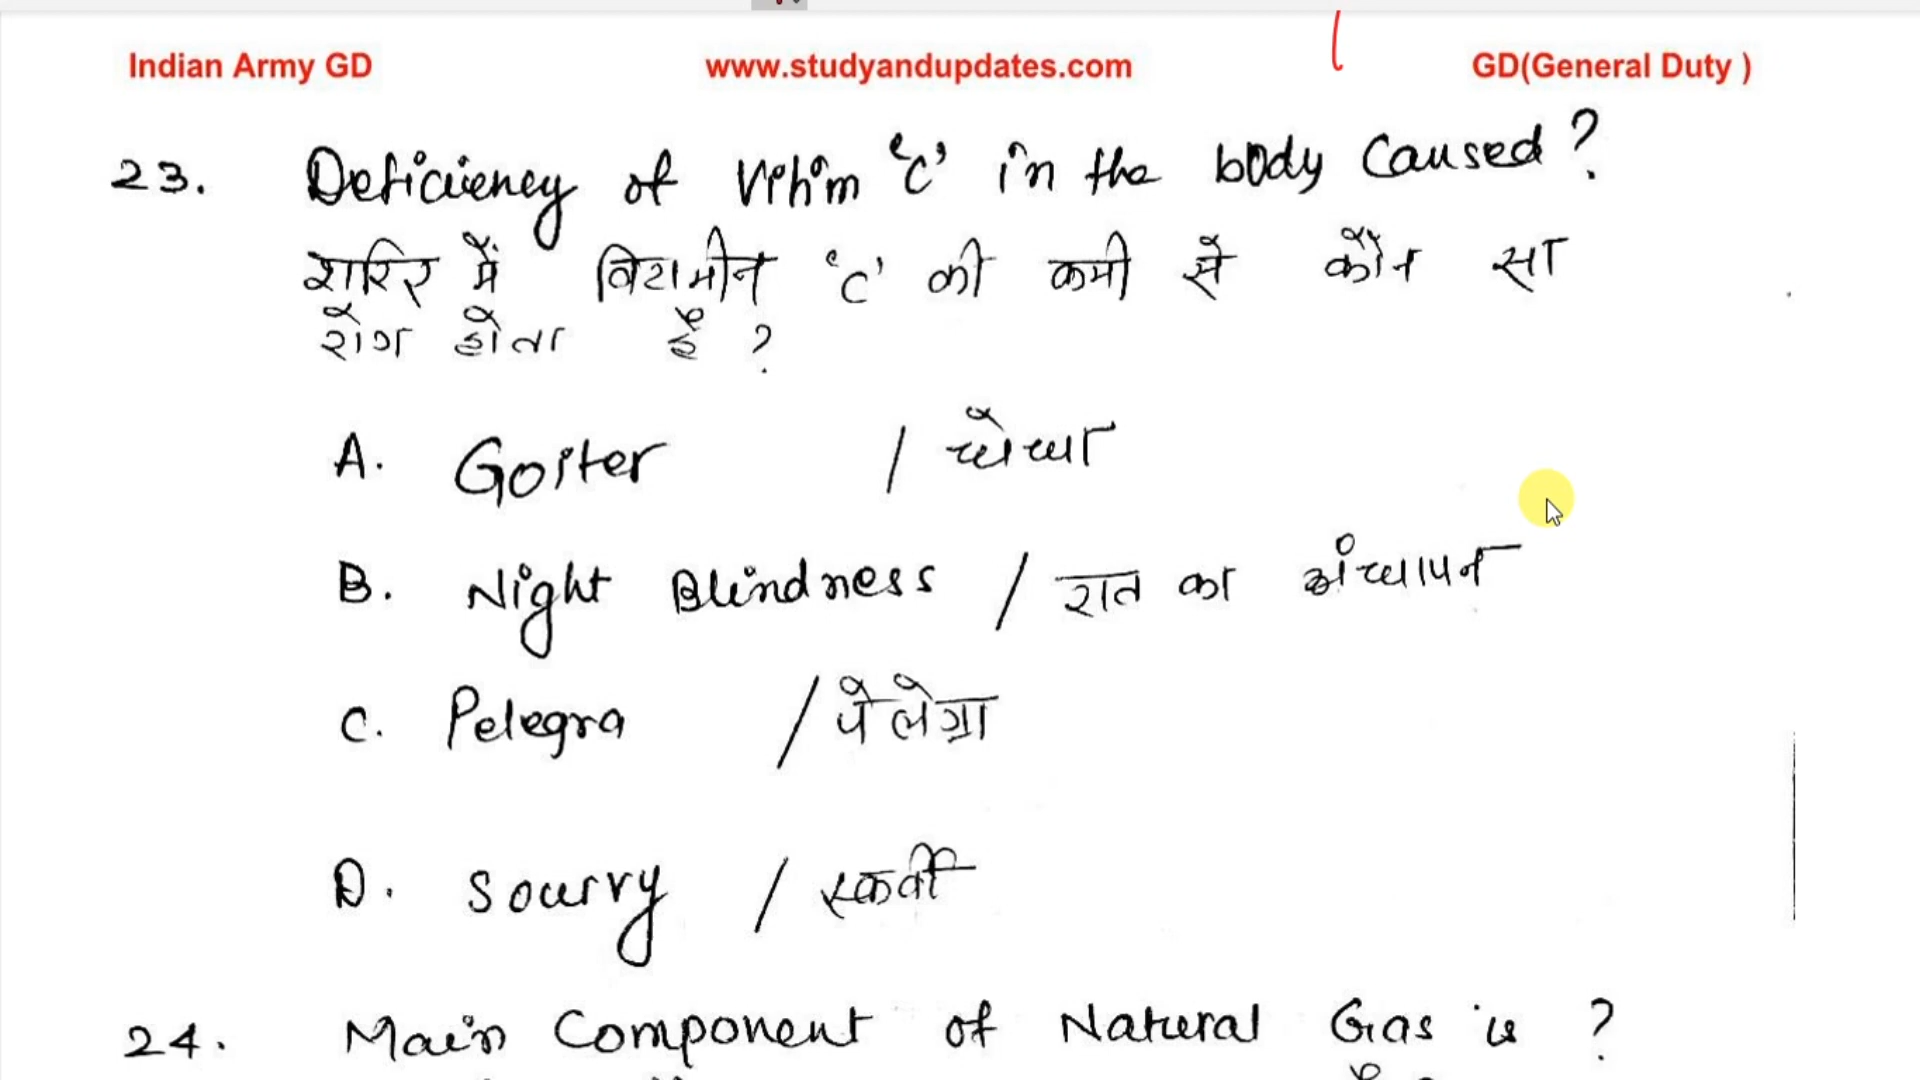 Indian Army GD www.studyandupdates.com GD(General Duty )
23. Deficiency of Vitmin 'C' in the body Caused?
शरिर में विटामीन 'C' की कमी से कौन सा
रोग होता है ?
A. Goiter / घेंघा
B. Night Blindness / रात का अंधापन
C. Pelegra / पेलेग्रा
D. Scurvy / स्कर्वी
24. Main Component of Natural Gas is ?